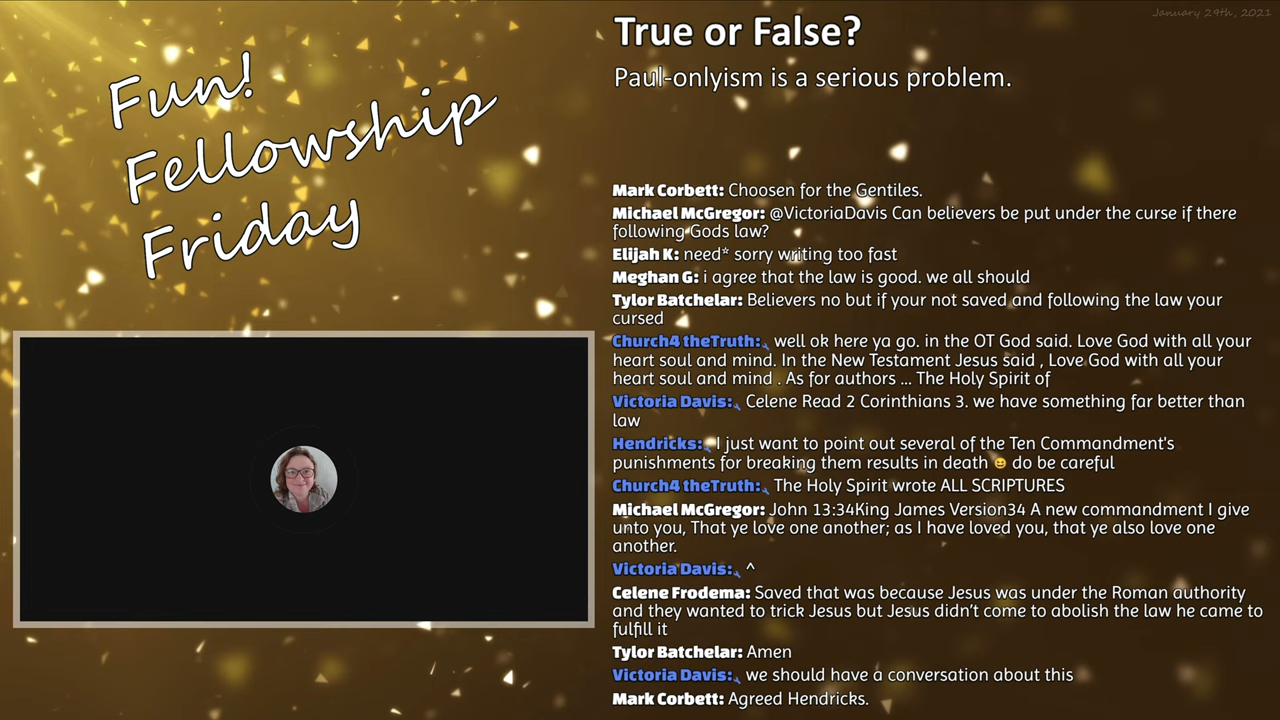 January 29th, 2021
Fun!
Fellowship
Friday
True or False?
Paul-onlyism is a serious problem.
Mark Corbett: Choosen for the Gentiles.
Michael McGregor: @VictoriaDavis Can believers be put under the curse if there
following Gods law?
Elijah K: need* sorry writing too fast
Meghan G: i agree that the law is good. we all should
Tylor Batchelar: Believers no but if your not saved and following the law your
cursed
Church4 theTruth: well ok here ya go. in the OT God said. Love God with all your
heart soul and mind. In the New Testament Jesus said , Love God with all your
heart soul and mind . As for authors ... The Holy Spirit of
Victoria Davis: Celene Read 2 Corinthians 3. we have something far better than
law
Hendricks: I just want to point out several of the Ten Commandment's
punishments for breaking them results in death 😆 do be careful
Church4 theTruth: The Holy Spirit wrote ALL SCRIPTURES
Michael McGregor: John 13:34King James Version34 A new commandment I give
unto you, That ye love one another; as I have loved you, that ye also love one
another.
Victoria Davis: ^
Celene Frodema: Saved that was because Jesus was under the Roman authority
and they wanted to trick Jesus but Jesus didn't come to abolish the law he came to
fulfill it
Tylor Batchelar: Amen
Victoria Davis: we should have a conversation about this
Mark Corbett: Agreed Hendricks.